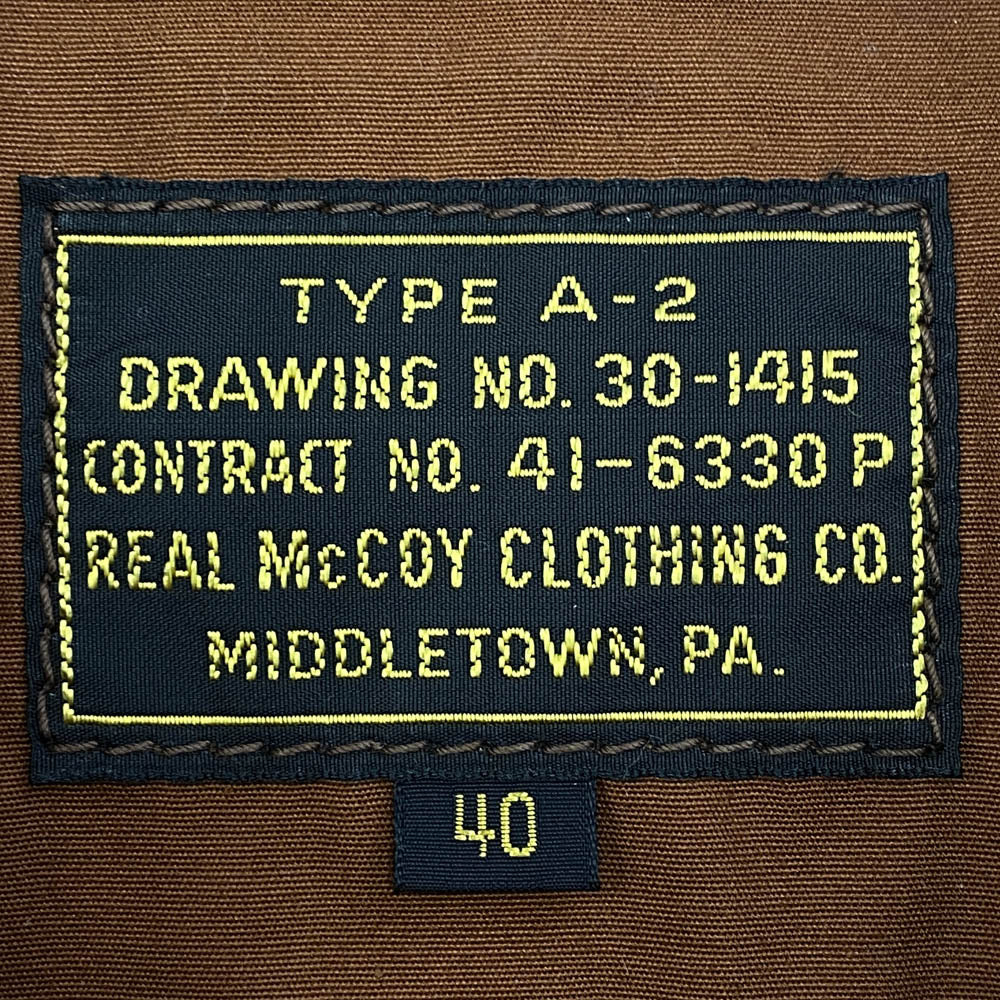 TYPE A-2
DRAWING NO. 30-1415
CONTRACT NO. 41-6330 P
REAL McCOY CLOTHING CO.
MIDDLETOWN, PA.
40